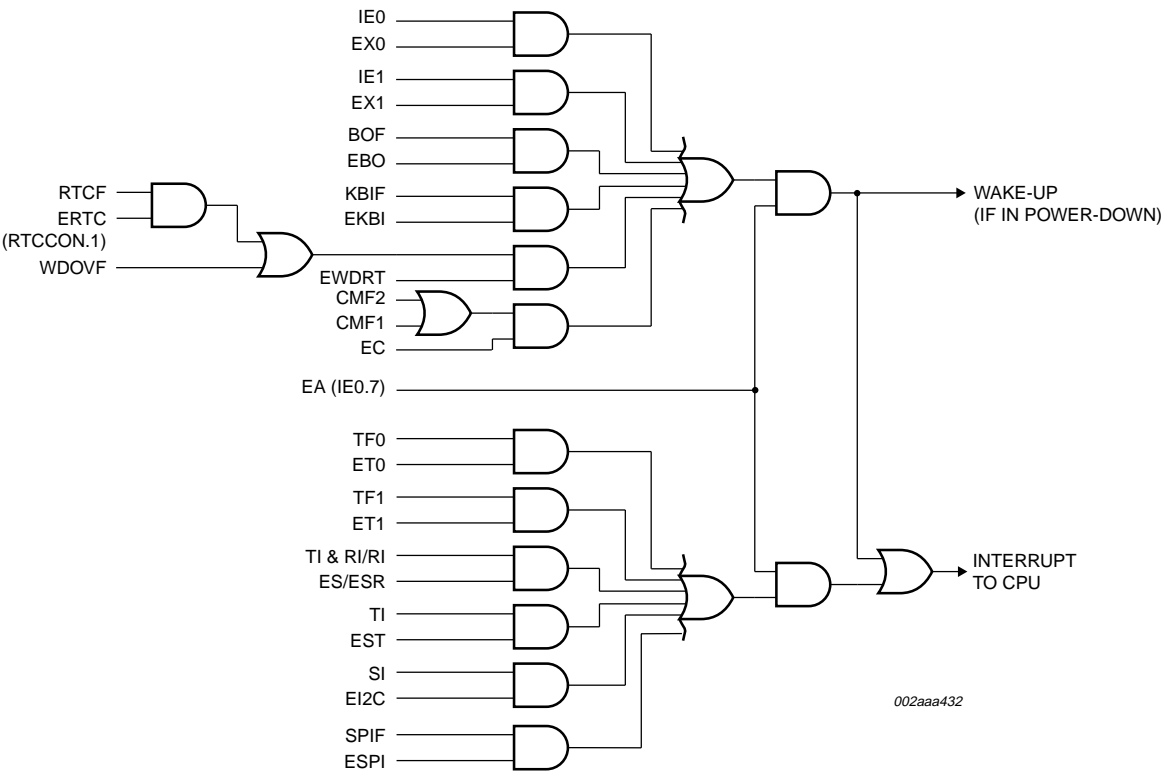 IE0
EX0
IE1
EX1
BOF
EBO
KBIF
EKBI
RTCF
ERTC
(RTCCON.1)
WDOVF
EWDRT
CMF2
CMF1
EC
EA (IE0.7)
WAKE-UP
(IF IN POWER-DOWN)
TF0
ET0
TF1
ET1
TI & RI/RI
ES/ESR
TI
EST
SI
EI2C
SPIF
ESPI
INTERRUPT
TO CPU
002aaa432